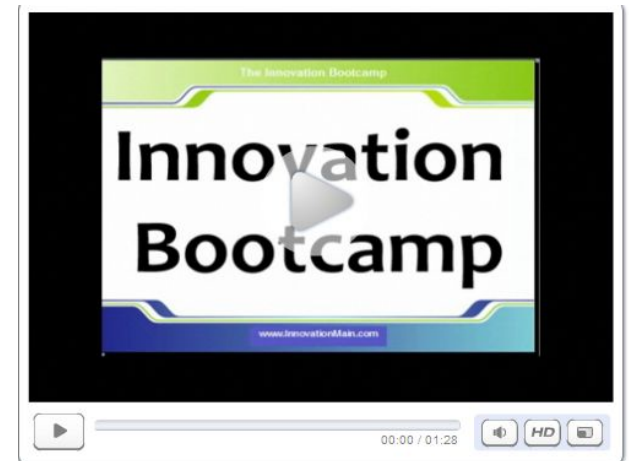 The Innovation Bootcamp
Innovation
Bootcamp
www.InnovationMain.com
00:00 / 01:28
HD